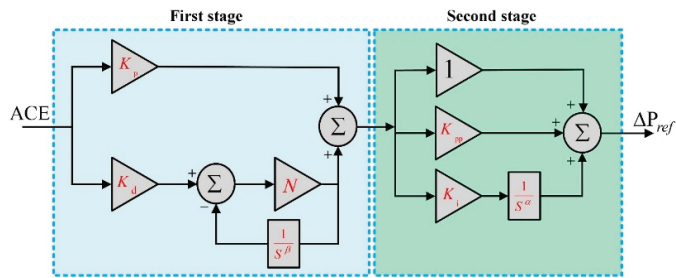 First stage
Second stage
ACE
K_p
+
+
Σ
K_d
+
−
Σ
N
1/S^β
1
K_pp
K_i
1/S^α
+
+
+
Σ
ΔP_ref